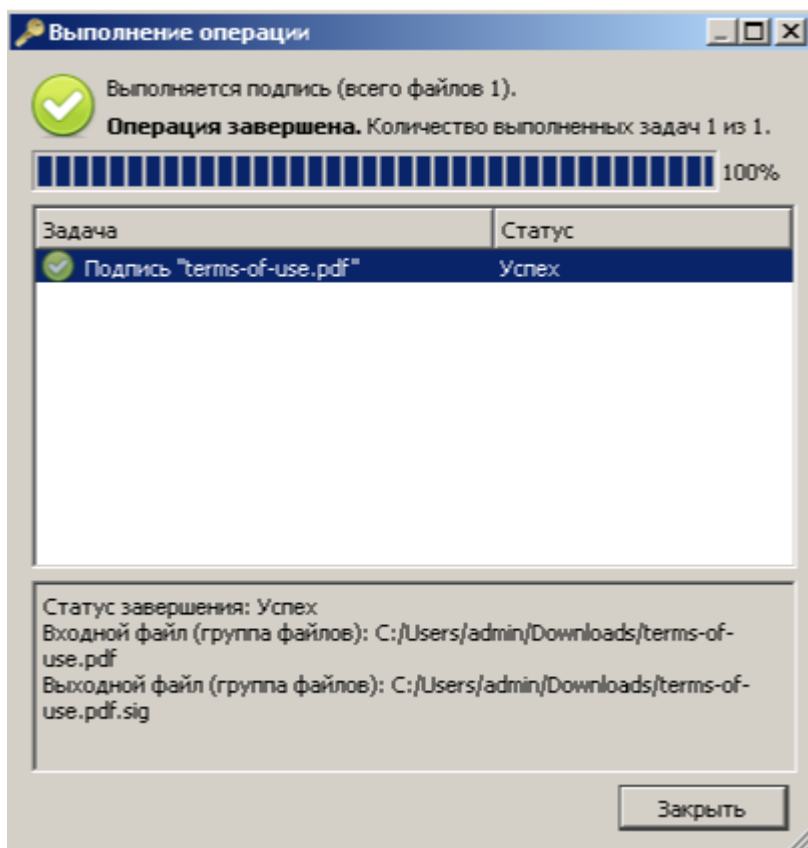 Выполнение операции
Выполняется подпись (всего файлов 1).
Операция завершена. Количество выполненных задач 1 из 1.
100%
Задача Статус
Подпись "terms-of-use.pdf" Успех
Статус завершения: Успех
Входной файл (группа файлов): C:/Users/admin/Downloads/terms-of-
use.pdf
Выходной файл (группа файлов): C:/Users/admin/Downloads/terms-of-
use.pdf.sig
Закрыть